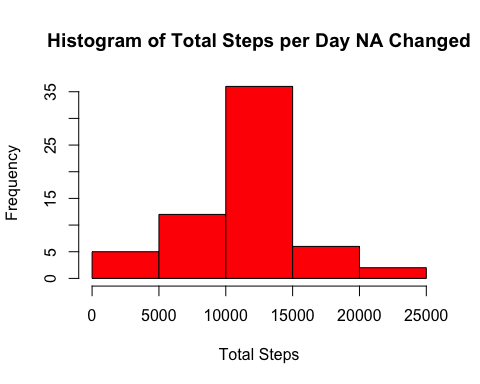 Histogram of Total Steps per Day NA Changed
Frequency
35
25
15
5
0
0 5000 10000 15000 20000 25000
Total Steps